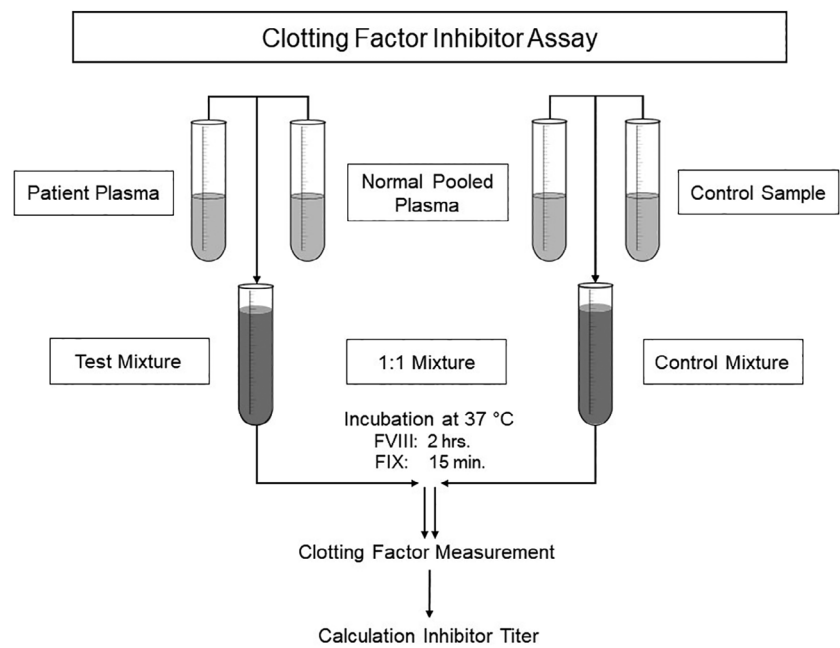 Clotting Factor Inhibitor Assay
Patient Plasma
Normal Pooled
Plasma
Control Sample
Test Mixture
1:1 Mixture
Control Mixture
Incubation at 37 °C
FVIII: 2 hrs.
FIX: 15 min.
Clotting Factor Measurement
Calculation Inhibitor Titer